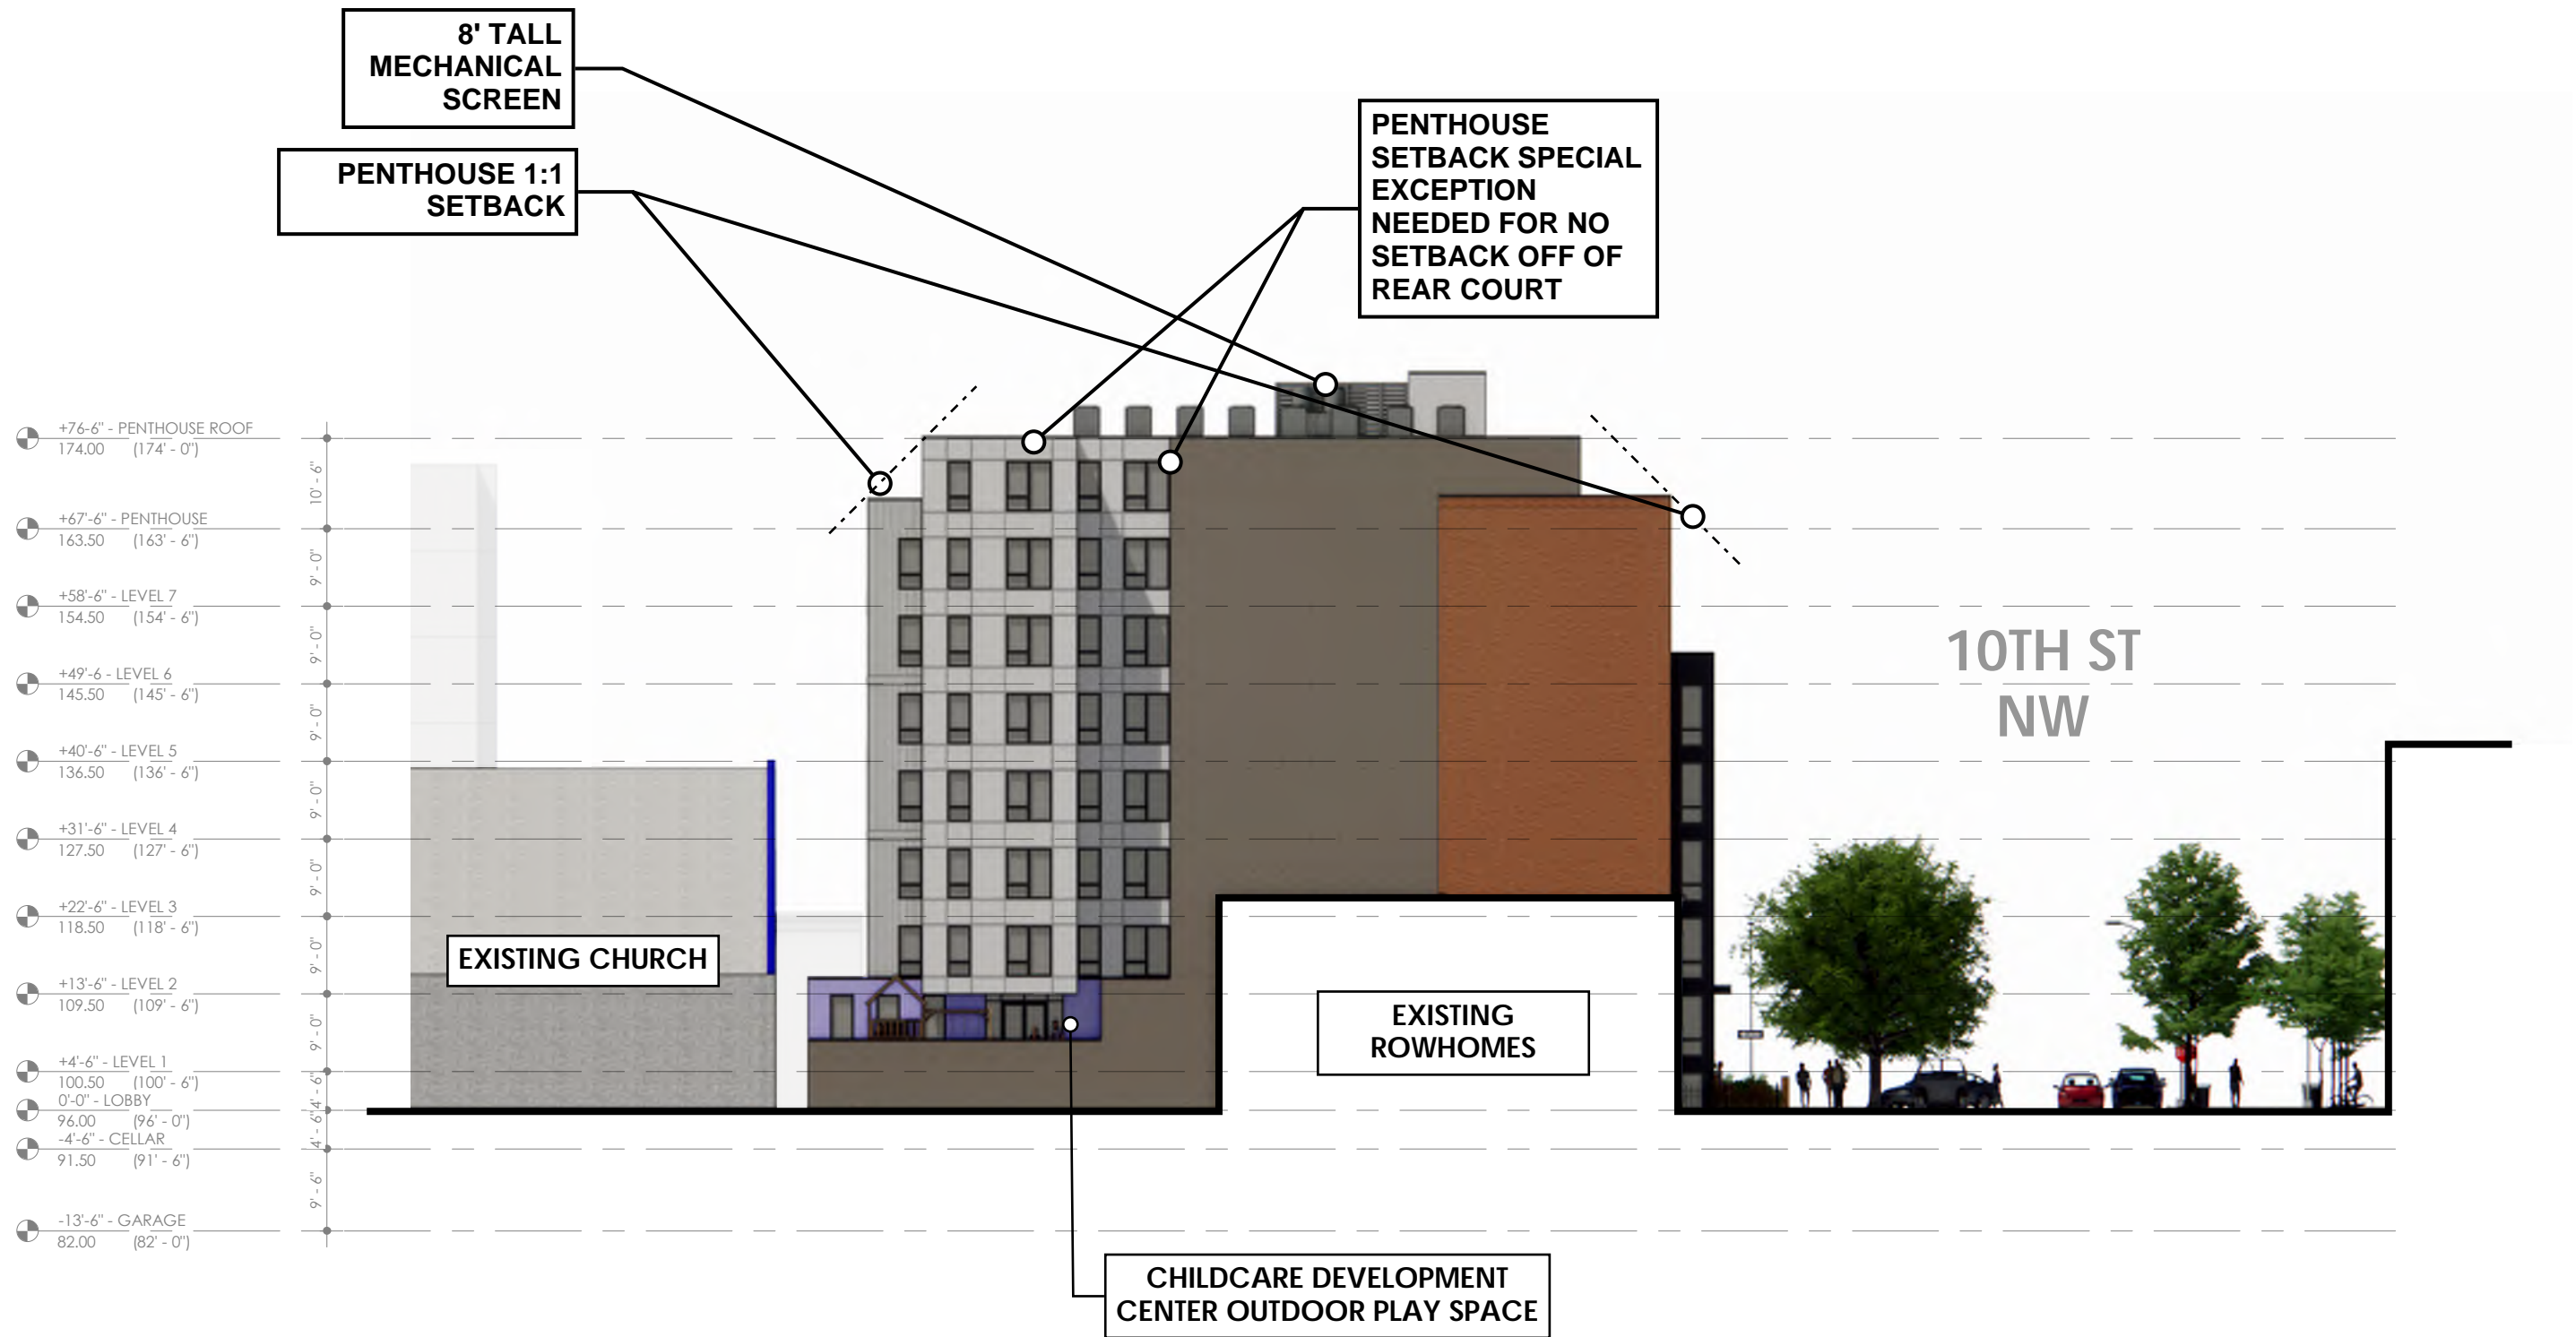 8' TALL
MECHANICAL
SCREEN
PENTHOUSE 1:1
SETBACK
PENTHOUSE
SETBACK SPECIAL
EXCEPTION
NEEDED FOR NO
SETBACK OFF OF
REAR COURT
+76-6" - PENTHOUSE ROOF
174.00 (174' - 0")
10' - 6"
+67'-6" - PENTHOUSE
163.50 (163' - 6")
9' - 0"
+58'-6" - LEVEL 7
154.50 (154' - 6")
9' - 0"
+49'-6 - LEVEL 6
145.50 (145' - 6")
9' - 0"
+40'-6" - LEVEL 5
136.50 (136' - 6")
9' - 0"
+31'-6" - LEVEL 4
127.50 (127' - 6")
9' - 0"
+22'-6" - LEVEL 3
118.50 (118' - 6")
9' - 0"
+13'-6" - LEVEL 2
109.50 (109' - 6")
9' - 0"
+4'-6" - LEVEL 1
100.50 (100' - 6")
4' - 6"
0'-0" - LOBBY
96.00 (96' - 0")
4' - 6"
-4'-6" - CELLAR
91.50 (91' - 6")
9' - 6"
-13'-6" - GARAGE
82.00 (82' - 0")
10TH ST
NW
EXISTING CHURCH
EXISTING
ROWHOMES
CHILDCARE DEVELOPMENT
CENTER OUTDOOR PLAY SPACE